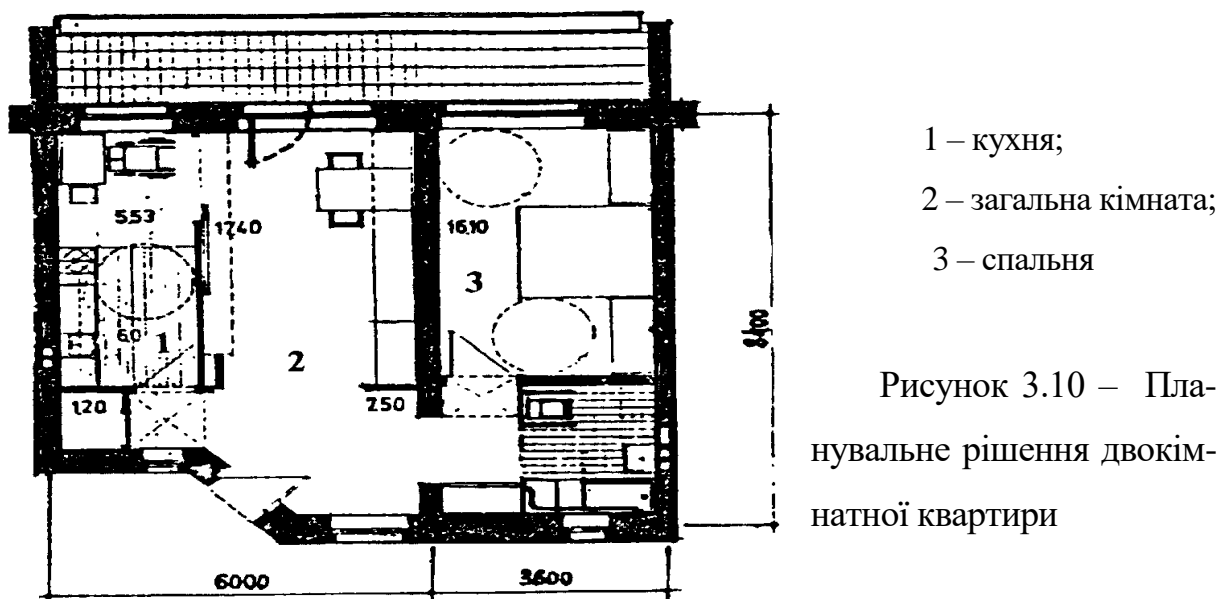 5.53
17.40
16.10
3
6.0
1
2
1.20
7.50
6000
3600
1 – кухня;
2 – загальна кімната;
3 – спальня
Рисунок 3.10 – Пла-
нувальне рішення двокім-
натної квартири